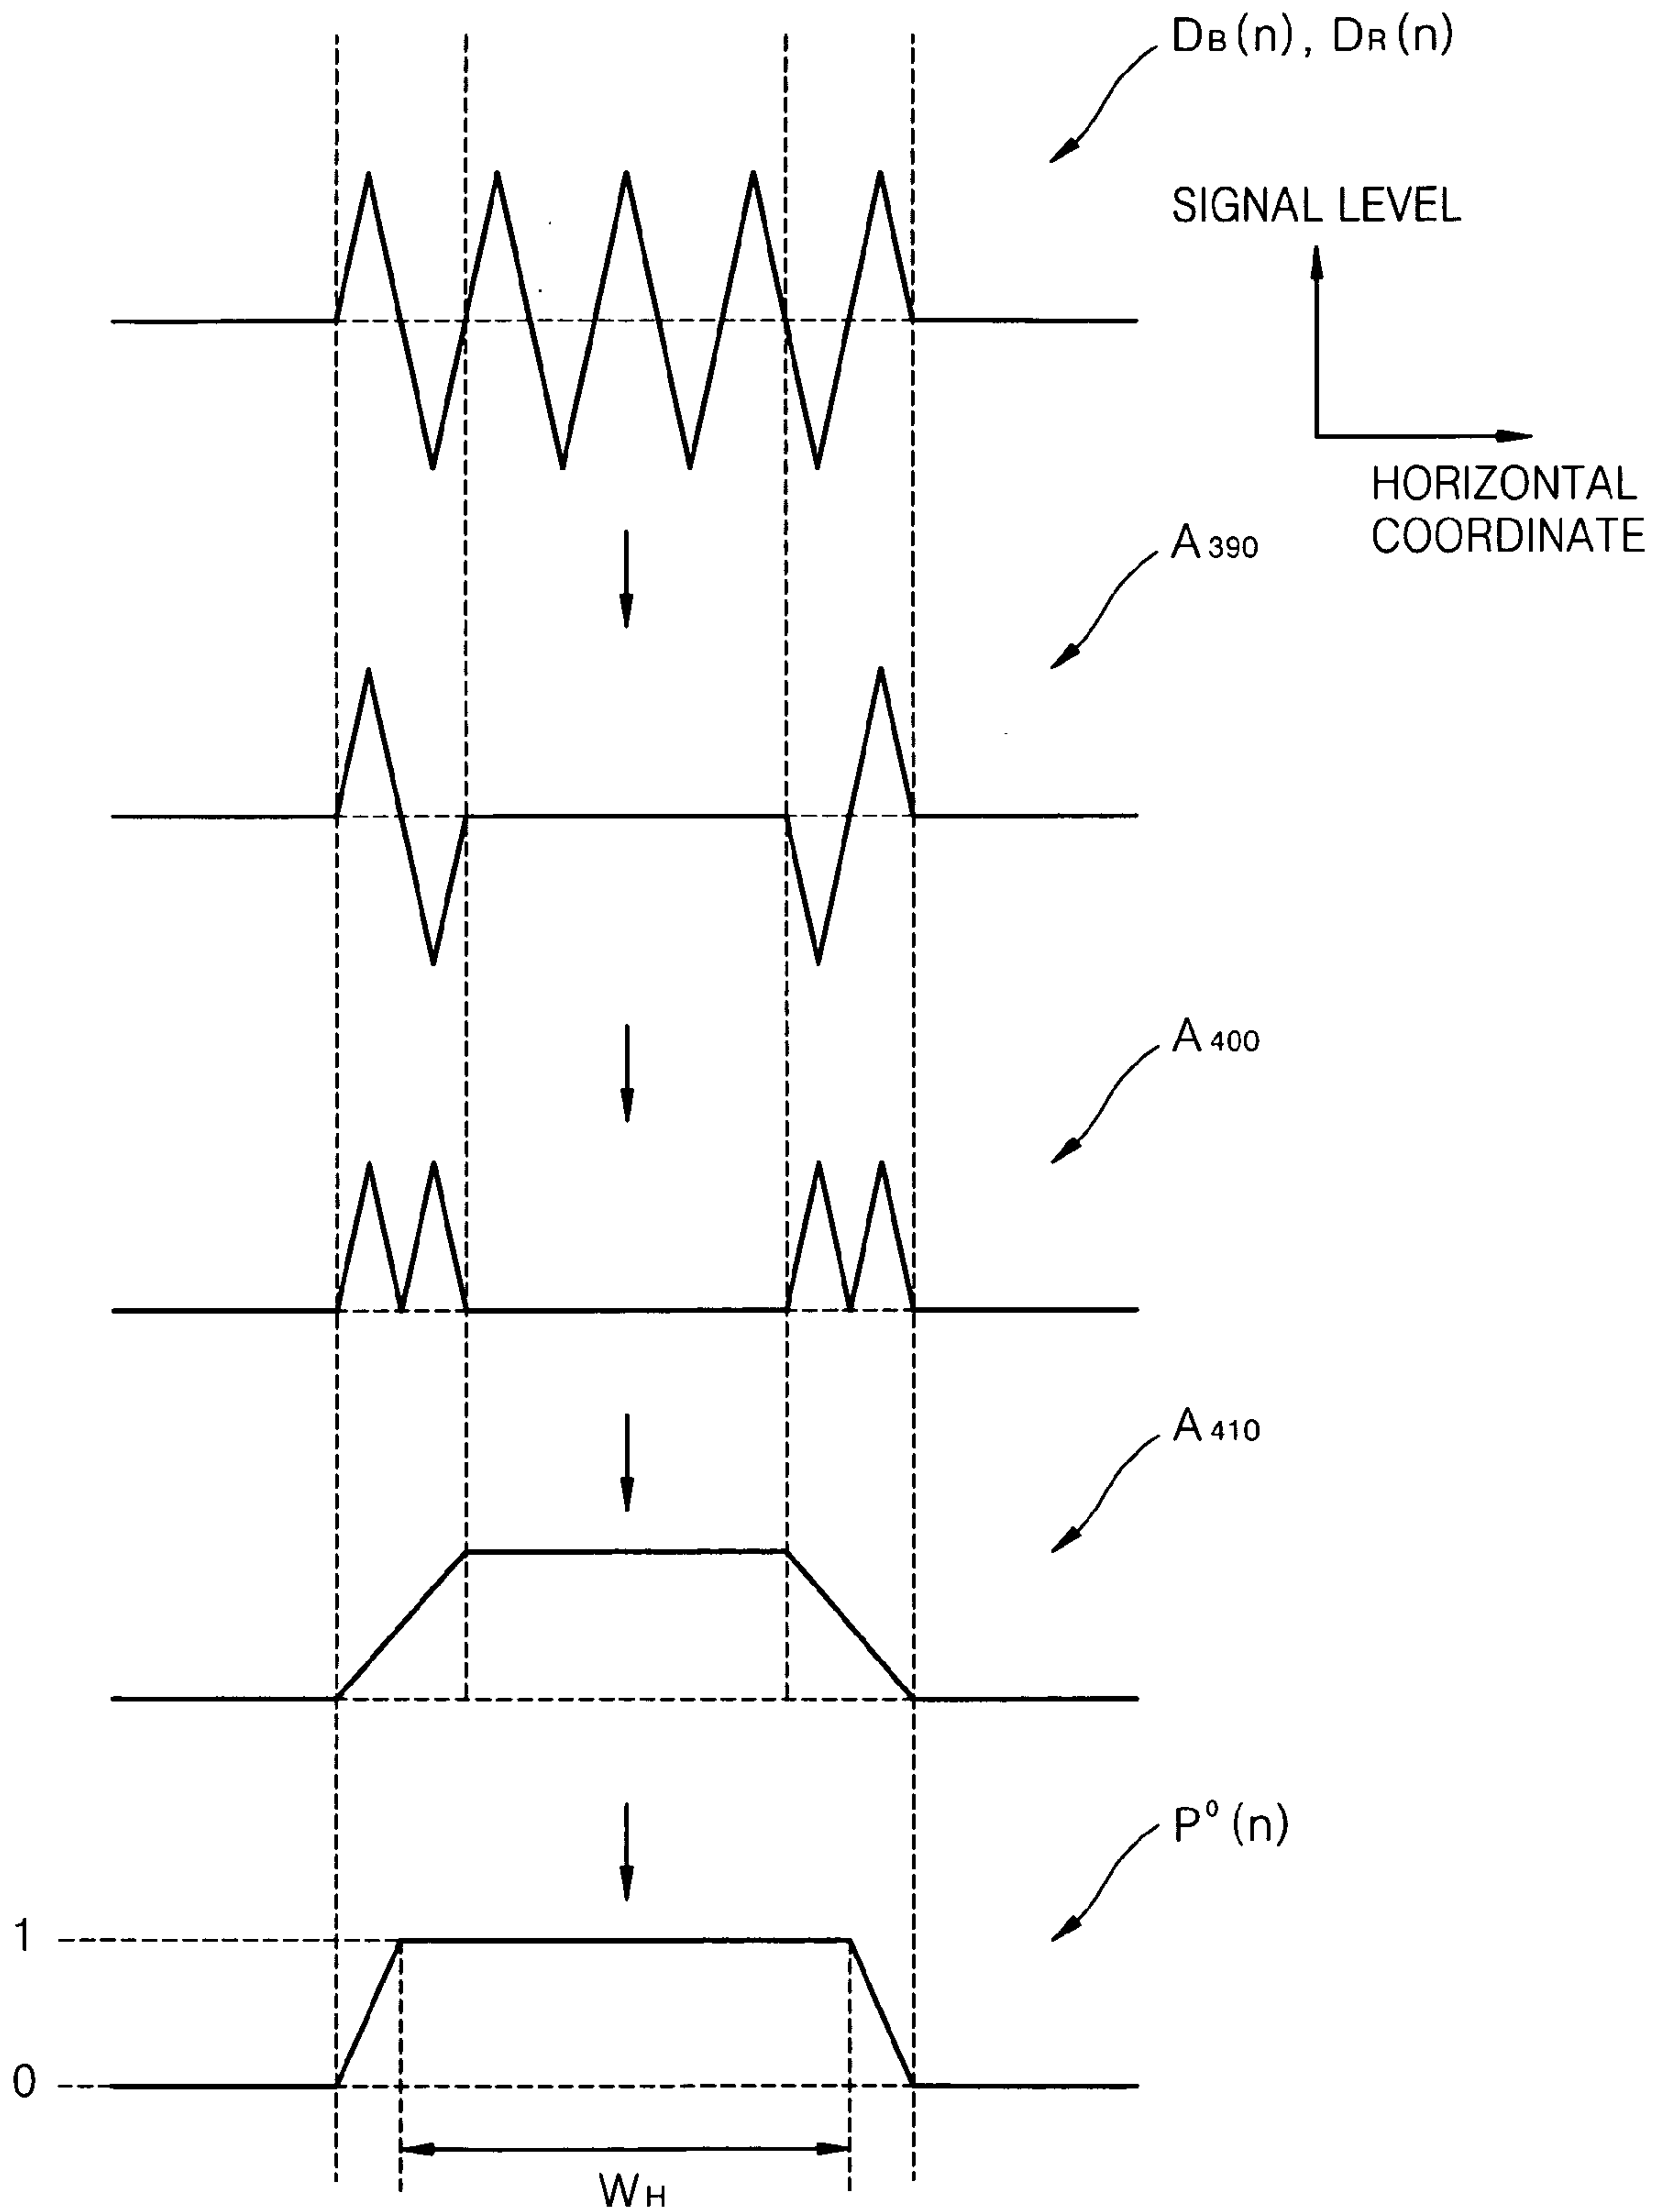 DB(n), DR(n)
SIGNAL LEVEL
HORIZONTAL
COORDINATE
A390
A400
A410
P⁰(n)
1
0
WH